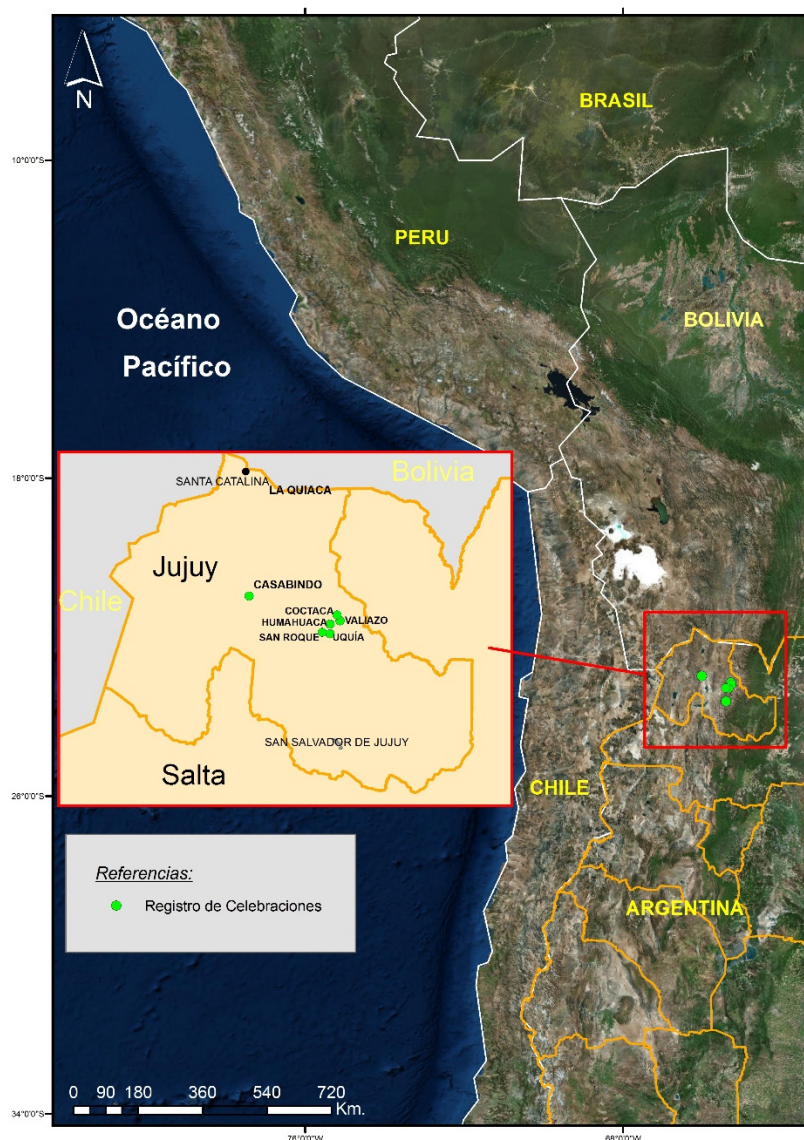 N
BRASIL
10°0'0"S
PERU
BOLIVIA
Océano
Pacífico
Bolivia
18°0'0"S
SANTA CATALINA
LA QUIACA
Jujuy
Chile
CASABINDO
COCTACA
VALIAZO
HUMAHUACA
SAN ROQUE
UQUÍA
SAN SALVADOR DE JUJUY
Salta
CHILE
26°0'0"S
Referencias:
Registro de Celebraciones
ARGENTINA
0 90 180 360 540 720
Km.
34°0'0"S
76°0'0"W
68°0'0"W